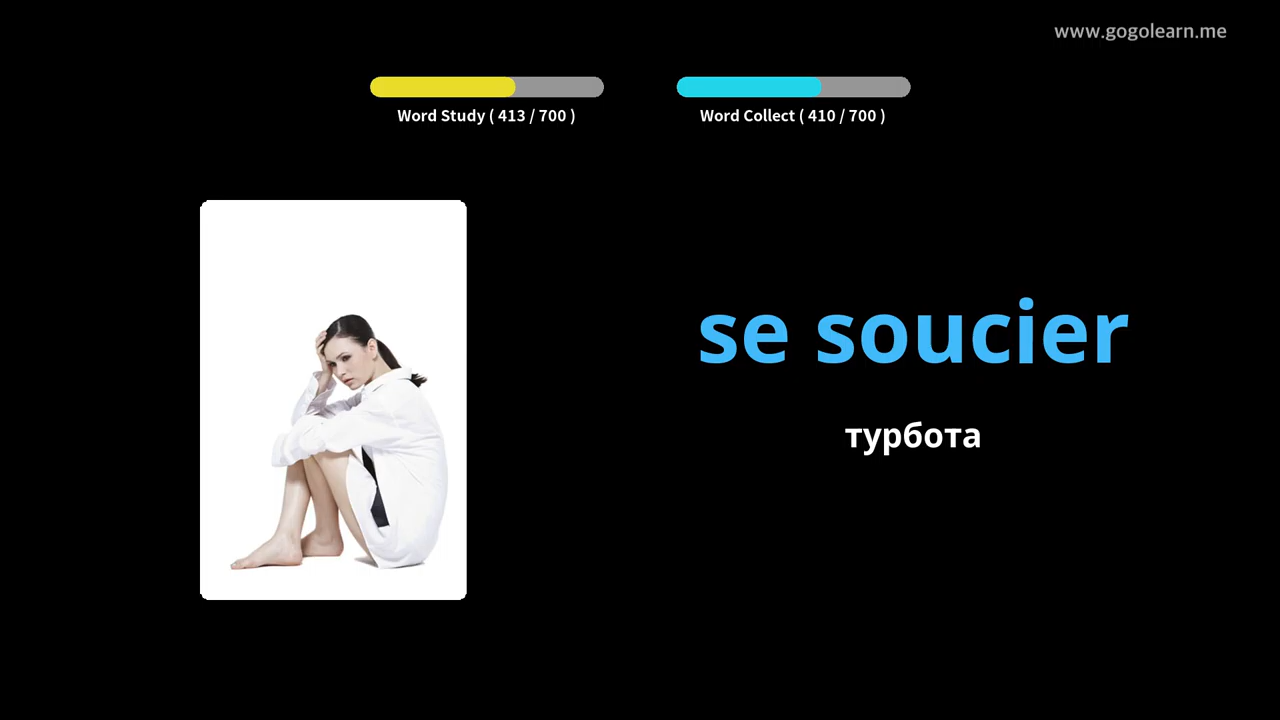 www.gogolearn.me
Word Study ( 413 / 700 )
Word Collect ( 410 / 700 )
se soucier
турбота